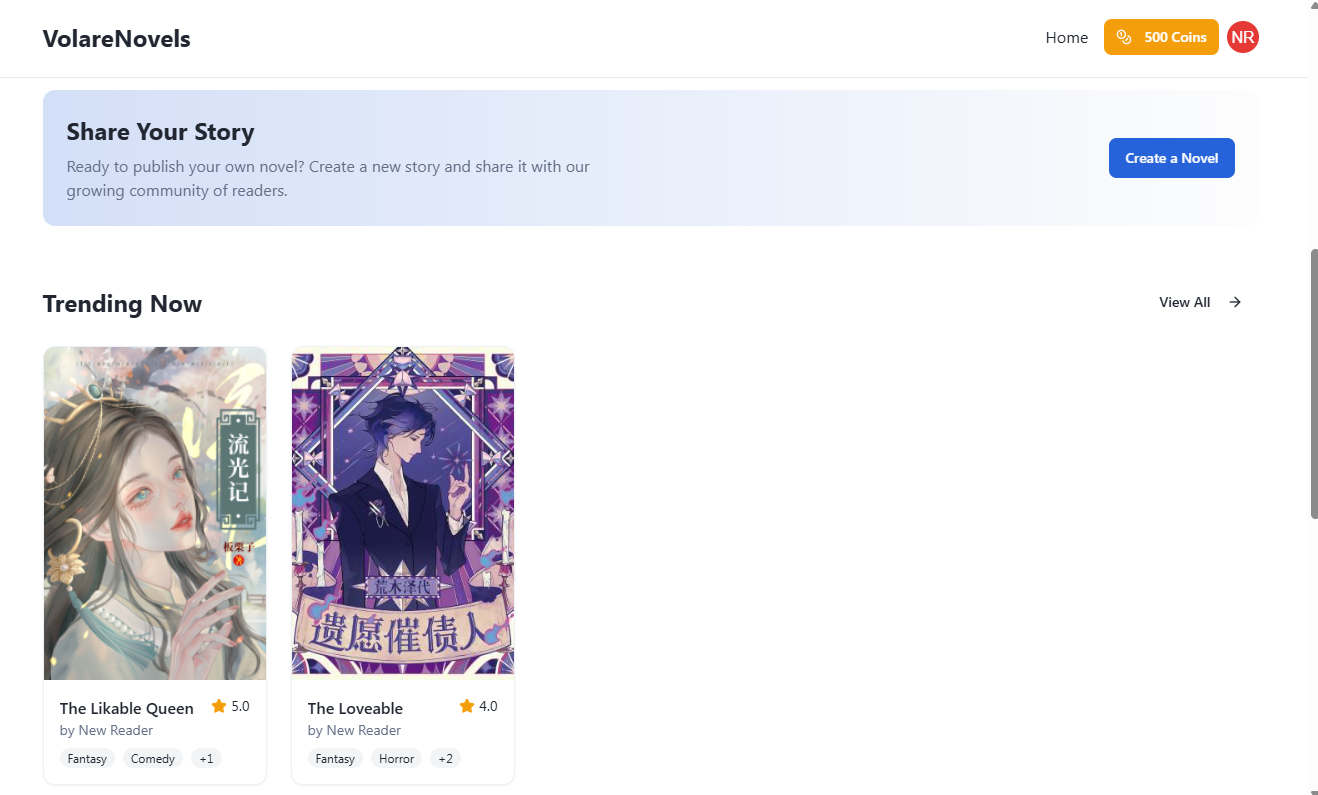 VolareNovels
Home
500 Coins
NR
Share Your Story
Ready to publish your own novel? Create a new story and share it with our
growing community of readers.
Create a Novel
Trending Now
View All
流光记
板栗子
荒木泽代
遗愿催债人
The Likable Queen
5.0
by New Reader
Fantasy
Comedy
+1
The Loveable
4.0
by New Reader
Fantasy
Horror
+2